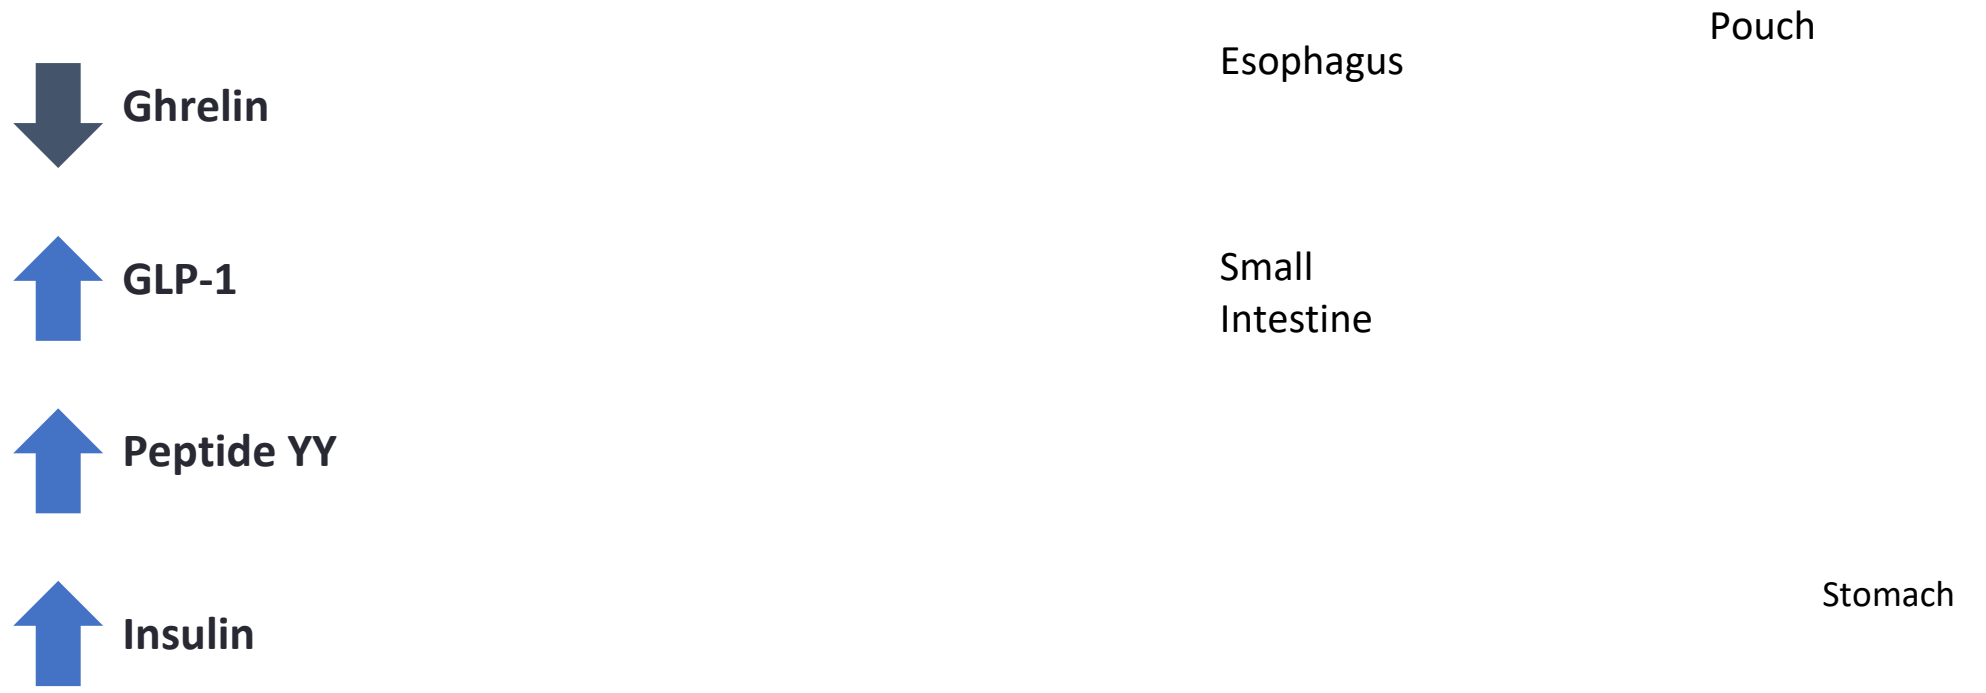 Ghrelin
GLP-1
Peptide YY
Insulin
Pouch
Esophagus
Small
Intestine
Stomach